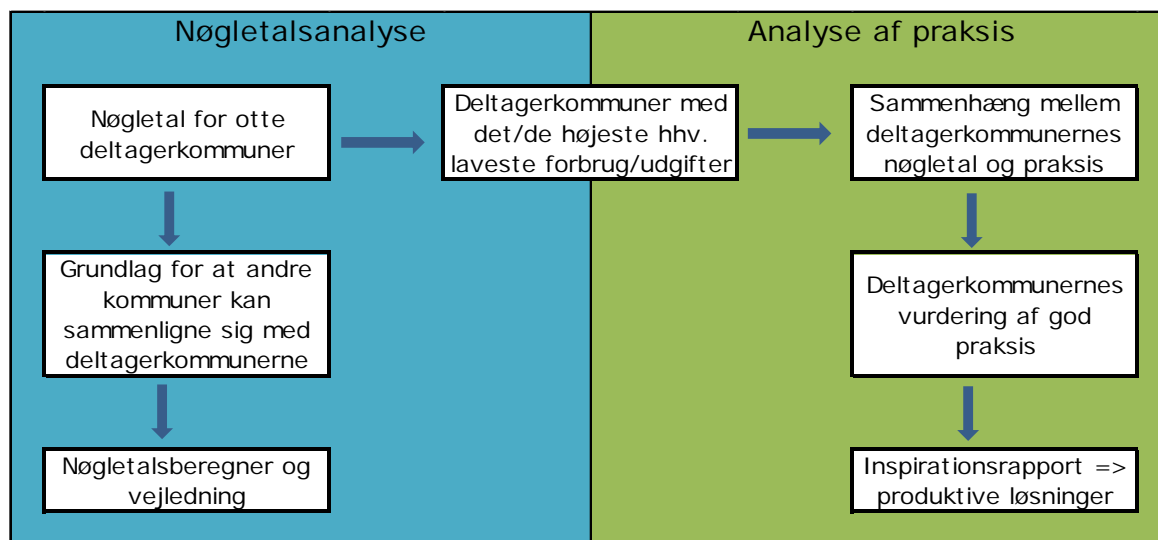 Nøgletalsanalyse
Analyse af praksis
Nøgletal for otte
deltagerkommuner
Deltagerkommuner med
det/de højeste hhv.
laveste forbrug/udgifter
Sammenhæng mellem
deltagerkommunernes
nøgletal og praksis
Grundlag for at andre
kommuner kan
sammenligne sig med
deltagerkommunerne
Deltagerkommunernes
vurdering af god
praksis
Nøgletalsberegner og
vejledning
Inspirationsrapport =>
produktive løsninger